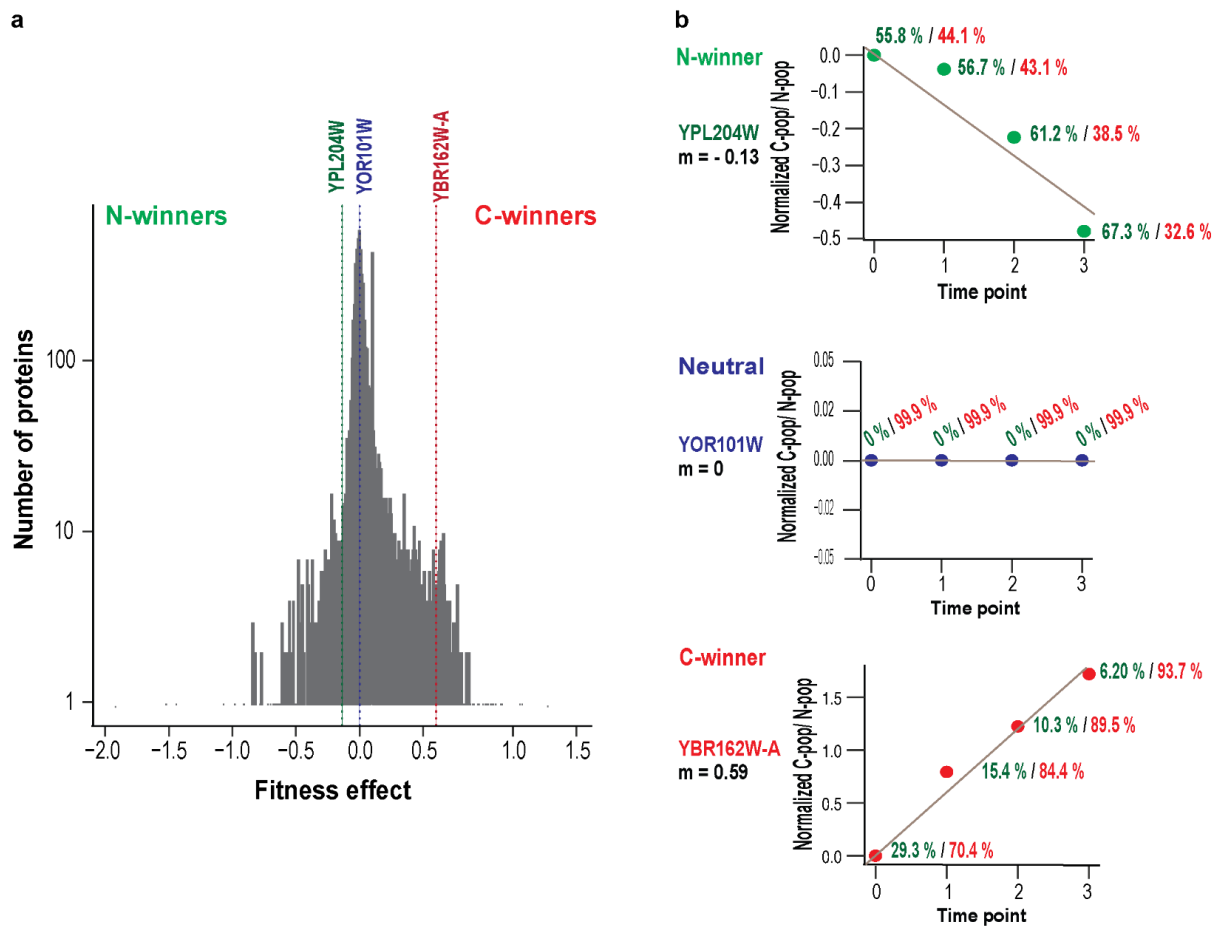 a
YPL204W
YOR101W
YBR162W-A
N-winners
C-winners
Number of proteins
100
10
1
−2.0 −1.5 −1.0 −0.5 0.0 0.5 1.0 1.5
Fitness effect
b
N-winner
YPL204W
m = - 0.13
Normalized C-pop/ N-pop
0.0
−0.1
−0.2
−0.3
−0.4
−0.5
55.8 % / 44.1 %
56.7 % / 43.1 %
61.2 % / 38.5 %
67.3 % / 32.6 %
0 1 2 3
Time point
Neutral
YOR101W
m = 0
Normalized C-pop/ N-pop
0.05
0.02
0.00
−0.02
−0.05
0 % / 99.9 % 0 % / 99.9 % 0 % / 99.9 % 0 % / 99.9 %
0 1 2 3
Time point
C-winner
YBR162W-A
m = 0.59
Normalized C-pop/ N-pop
1.5
1.0
0.5
0.0
6.20 % / 93.7 %
10.3 % / 89.5 %
15.4 % / 84.4 %
29.3 % / 70.4 %
0 1 2 3
Time point